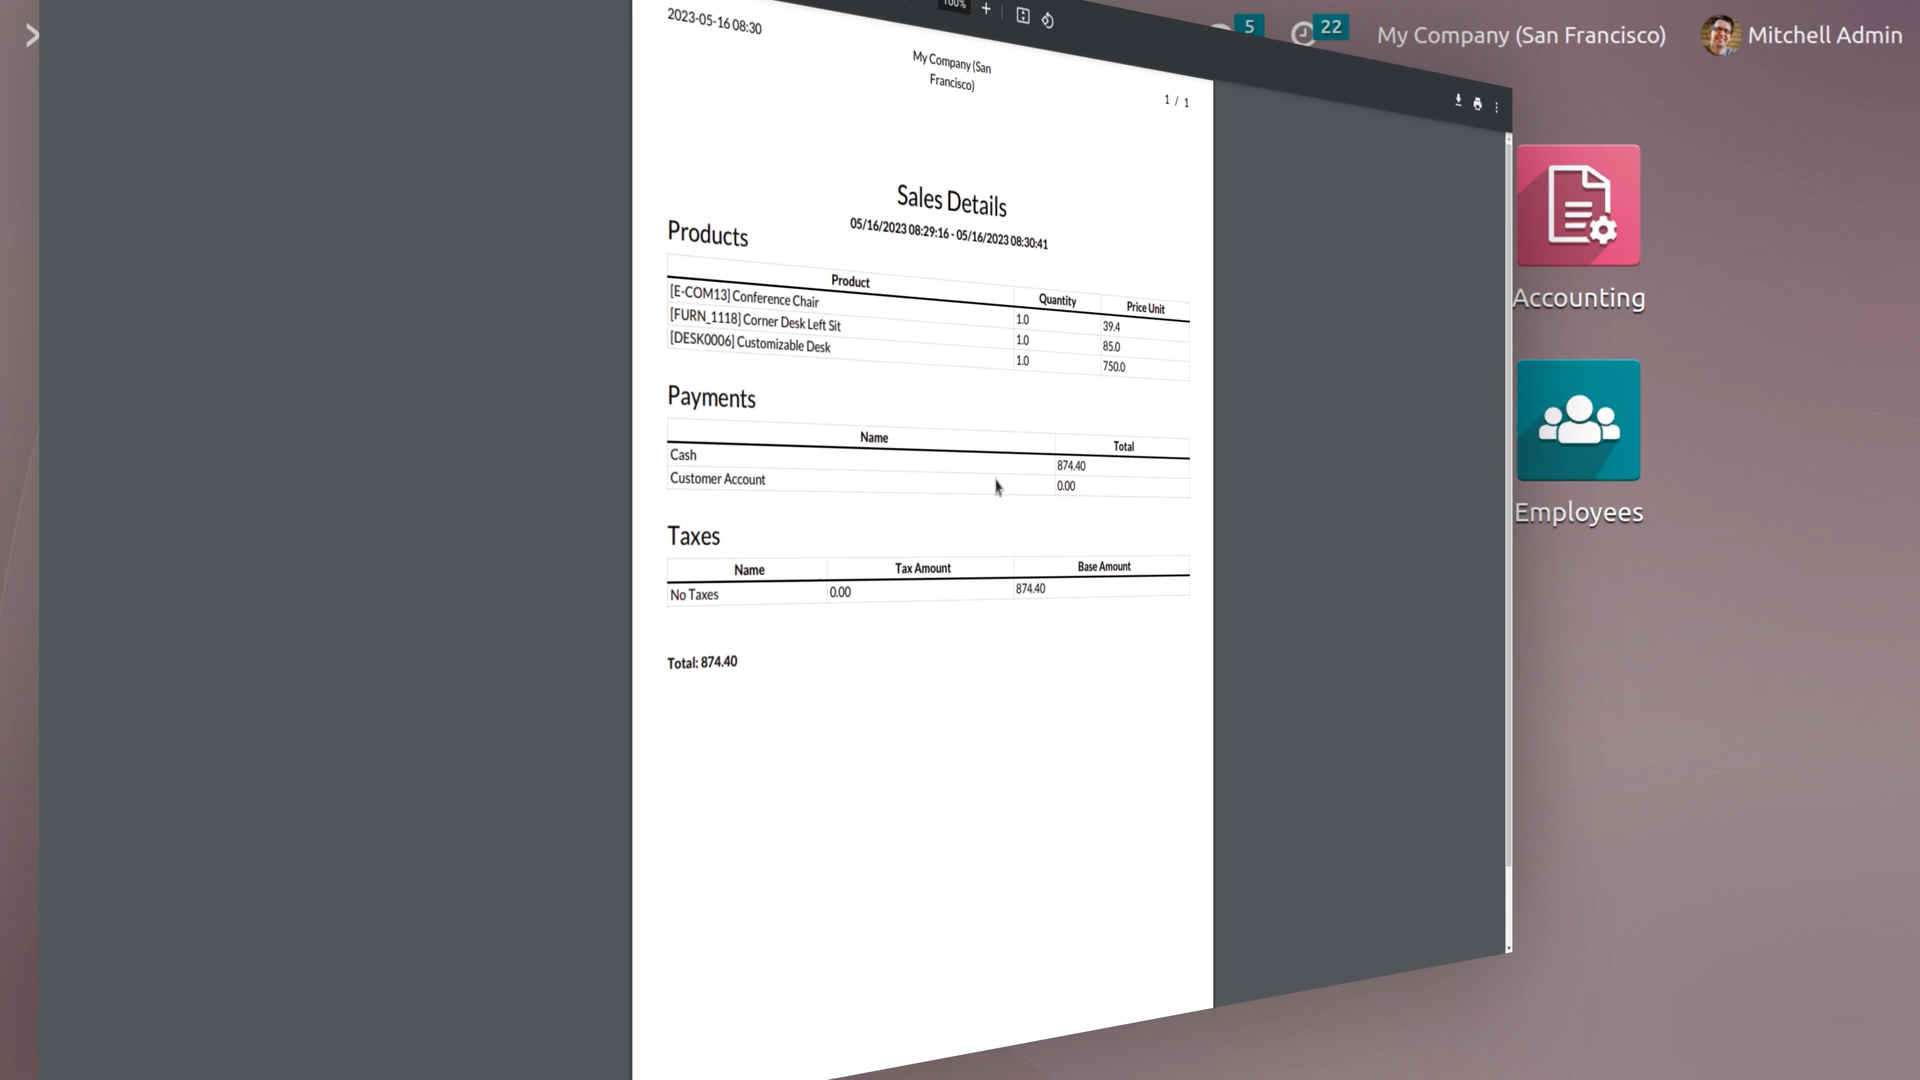 100%
5
22
My Company (San Francisco)
Mitchell Admin
2023-05-16 08:30
My Company (San
Francisco)
1 / 1
Sales Details
05/16/2023 08:29:16 - 05/16/2023 08:30:41
Products
Product Quantity Price Unit
[E-COM13] Conference Chair 1.0 39.4
[FURN_1118] Corner Desk Left Sit 1.0 85.0
[DESK0006] Customizable Desk 1.0 750.0
Payments
Name Total
Cash 874.40
Customer Account 0.00
Taxes
Name Tax Amount Base Amount
No Taxes 0.00 874.40
Total: 874.40
Accounting
Employees